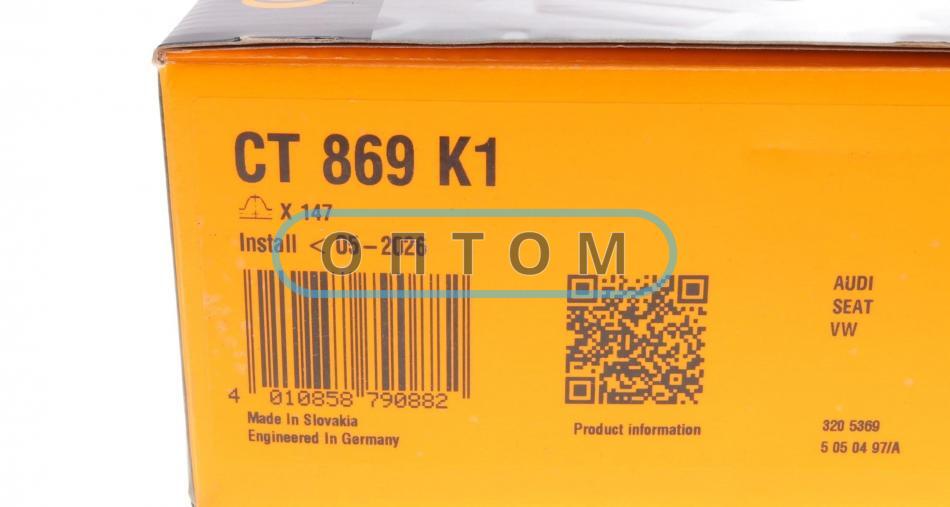 CT 869 K1
X 147
Install < 05-2026
ОПТОМ
4 010858 790882
Made In Slovakia
Engineered In Germany
Product information
AUDI
SEAT
VW
320 5369
5 05 04 97/A